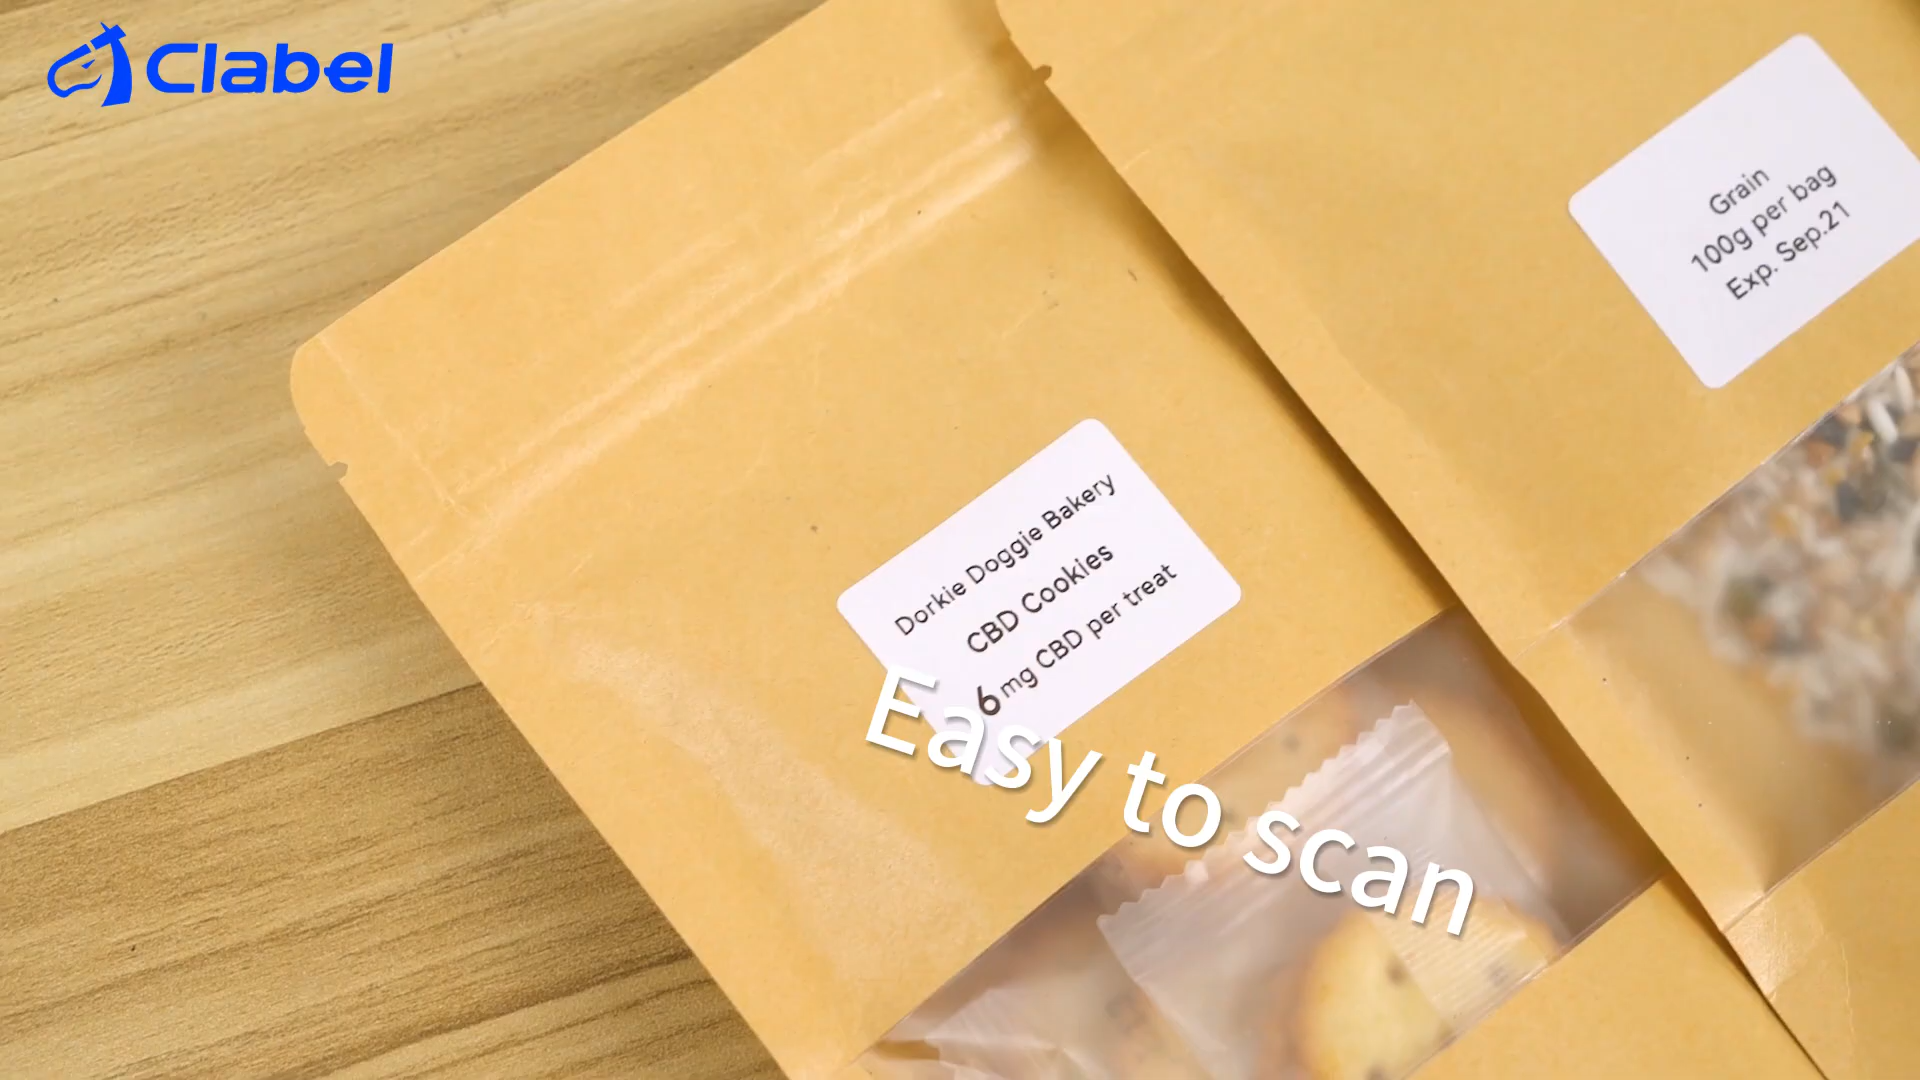 Clabel
Grain
100g per bag
Exp. Sep.21
Dorkie Doggie Bakery
CBD Cookies
6 mg CBD per treat
Easy to scan